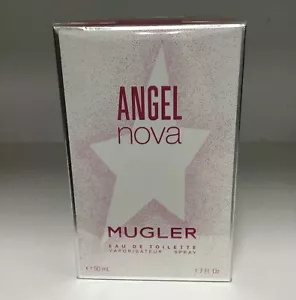 ANGEL
nova
MUGLER
EAU DE TOILETTE
VAPORISATEUR SPRAY
e 50 mL 1.7 Fl Oz